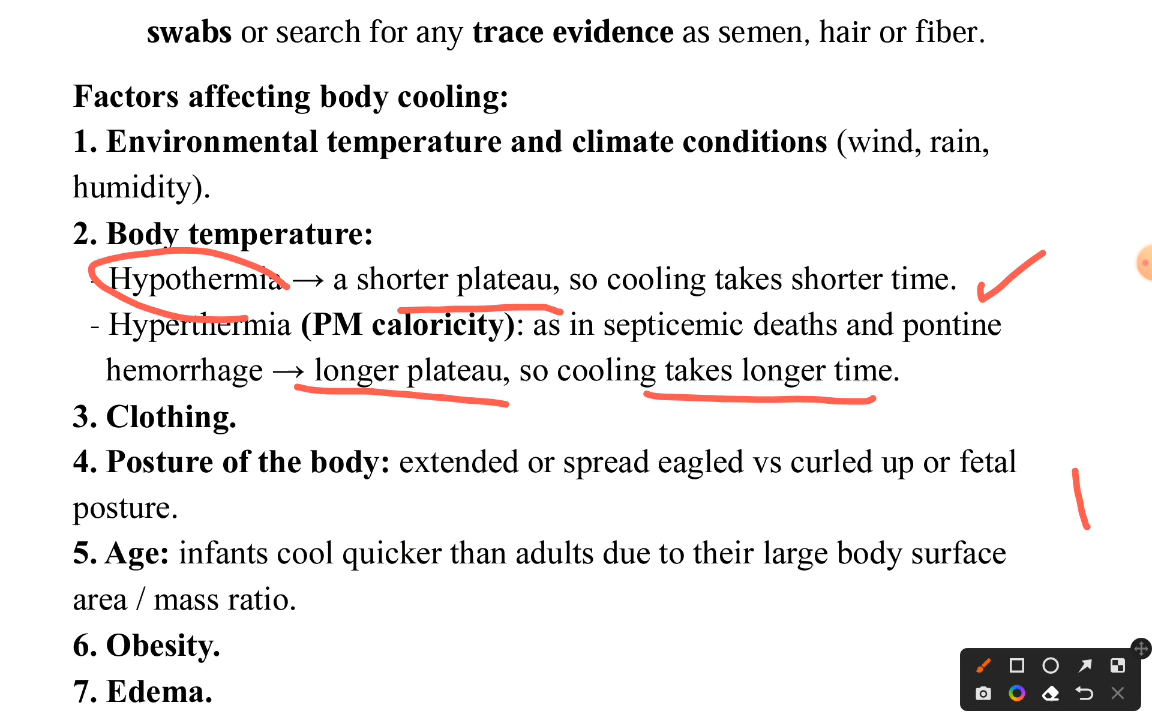 swabs or search for any trace evidence as semen, hair or fiber.
Factors affecting body cooling:
1. Environmental temperature and climate conditions (wind, rain,
humidity).
2. Body temperature:
- Hypothermia → a shorter plateau, so cooling takes shorter time.
- Hyperthermia (PM caloricity): as in septicemic deaths and pontine
hemorrhage → longer plateau, so cooling takes longer time.
3. Clothing.
4. Posture of the body: extended or spread eagled vs curled up or fetal
posture.
5. Age: infants cool quicker than adults due to their large body surface
area / mass ratio.
6. Obesity.
7. Edema.